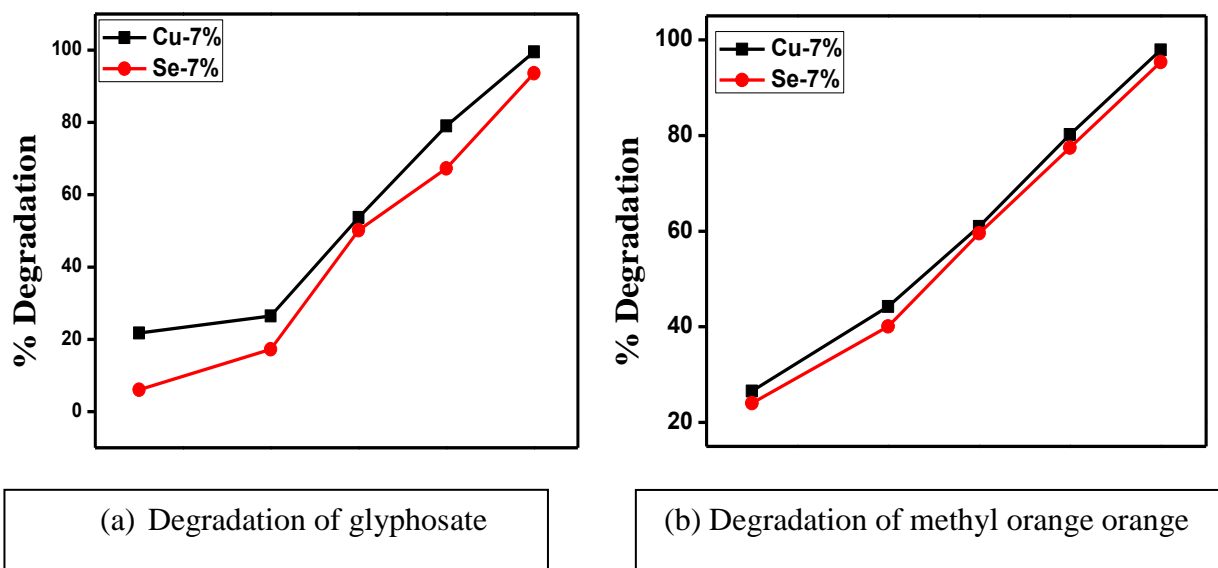 % Degradation
100
80
60
40
20
0
Cu-7%
Se-7%
(a) Degradation of glyphosate
% Degradation
100
80
60
40
20
Cu-7%
Se-7%
(b) Degradation of methyl orange orange